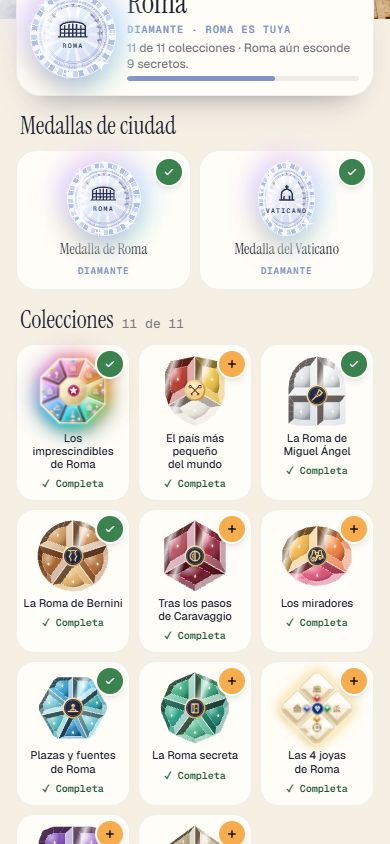 Roma
ROMA
DIAMANTE · ROMA ES TUYA
11 de 11 colecciones · Roma aún esconde
9 secretos.
Medallas de ciudad
ROMA
VATICANO
Medalla de Roma
Medalla del Vaticano
DIAMANTE
DIAMANTE
Colecciones 11 de 11
Los
imprescindibles
de Roma
✓ Completa
El país más
pequeño
del mundo
✓ Completa
La Roma de
Miguel Ángel
✓ Completa
La Roma de Bernini
✓ Completa
Tras los pasos
de Caravaggio
✓ Completa
Los miradores
✓ Completa
Plazas y fuentes
de Roma
✓ Completa
La Roma secreta
✓ Completa
Las 4 joyas
de Roma
✓ Completa